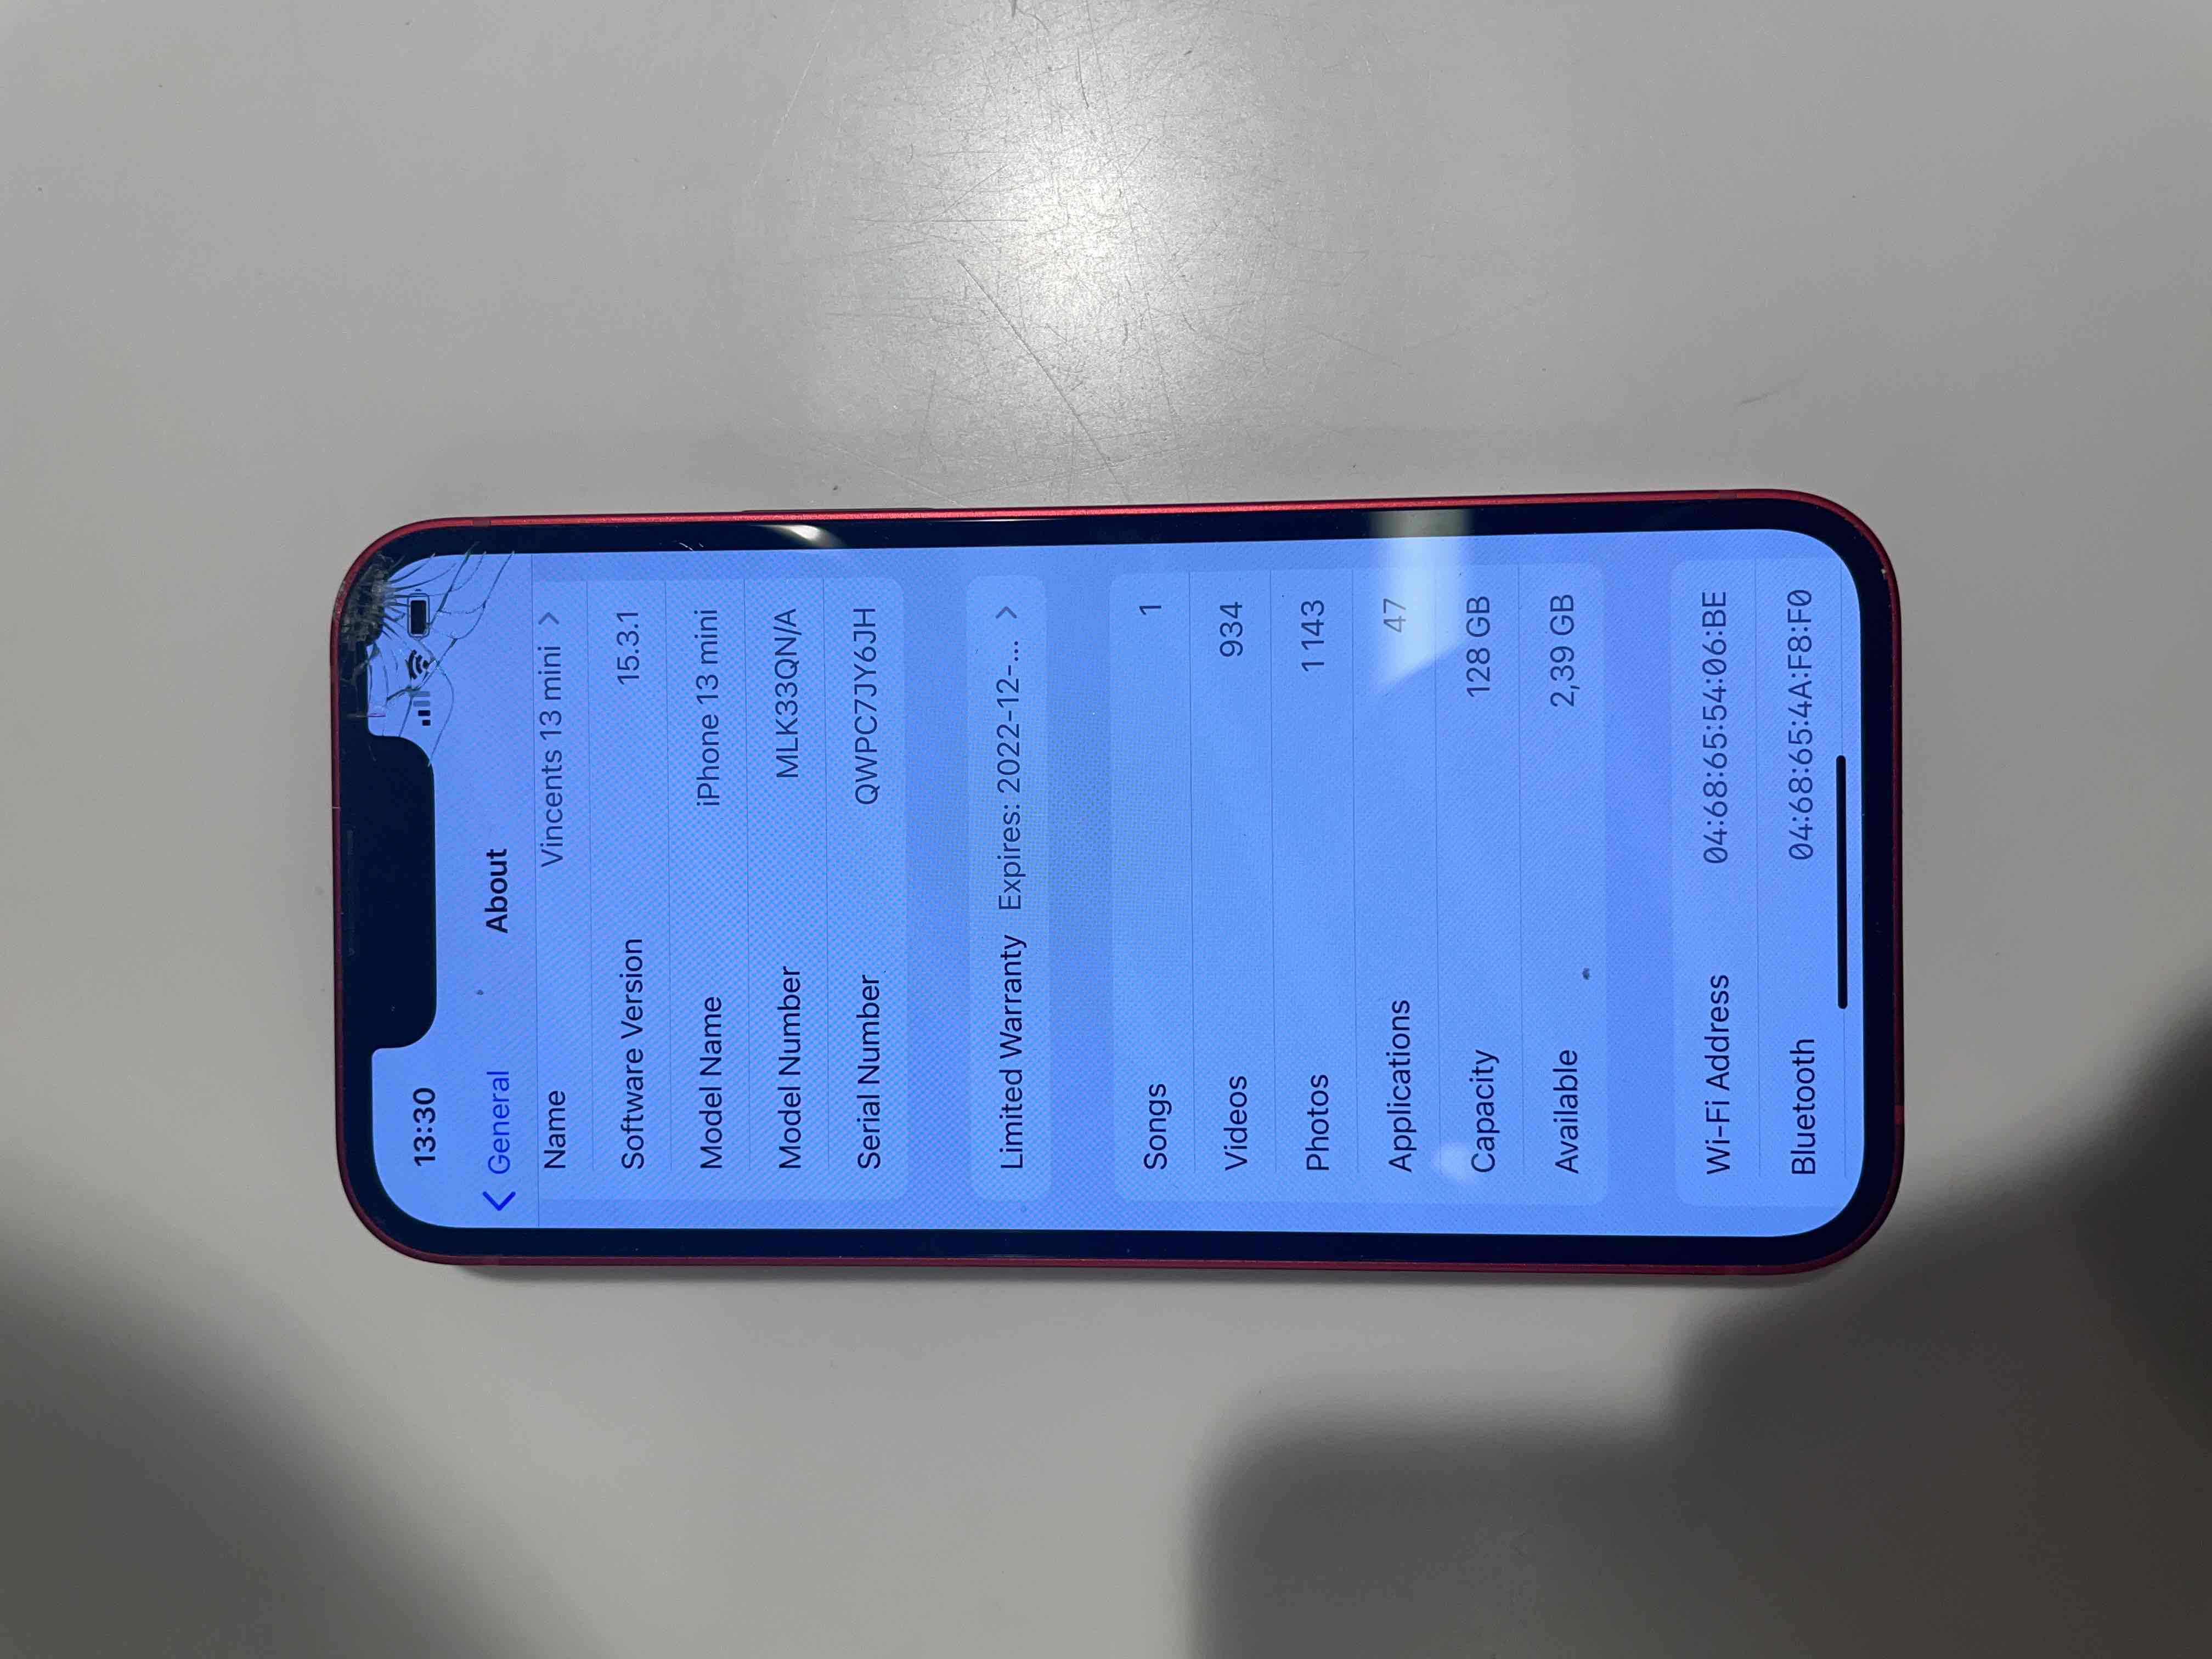 13:30
General About
Name Vincents 13 mini
Software Version 15.3.1
Model Name iPhone 13 mini
Model Number MLK33QN/A
Serial Number QWPC7JY6JH
Limited Warranty Expires: 2022-12-...
Songs 1
Videos 934
Photos 1 143
Applications 47
Capacity 128 GB
Available 2,39 GB
Wi-Fi Address 04:68:65:54:06:BE
Bluetooth 04:68:65:4A:F8:F0